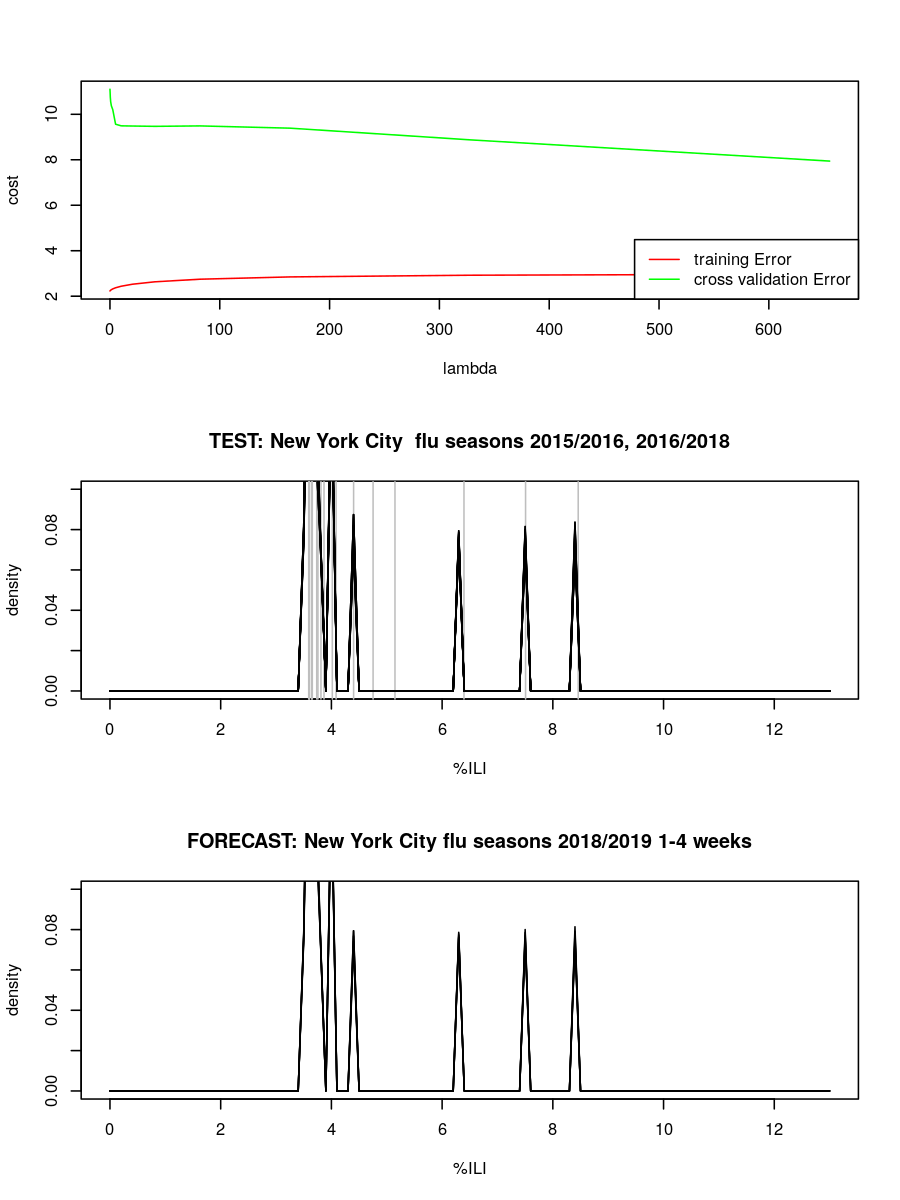 cost
10
8
6
4
2
training Error
cross validation Error
0 100 200 300 400 500 600
lambda
TEST: New York City  flu seasons 2015/2016, 2016/2018
density
0.08
0.04
0.00
0 2 4 6 8 10 12
%ILI
FORECAST: New York City flu seasons 2018/2019 1-4 weeks
density
0.08
0.04
0.00
0 2 4 6 8 10 12
%ILI